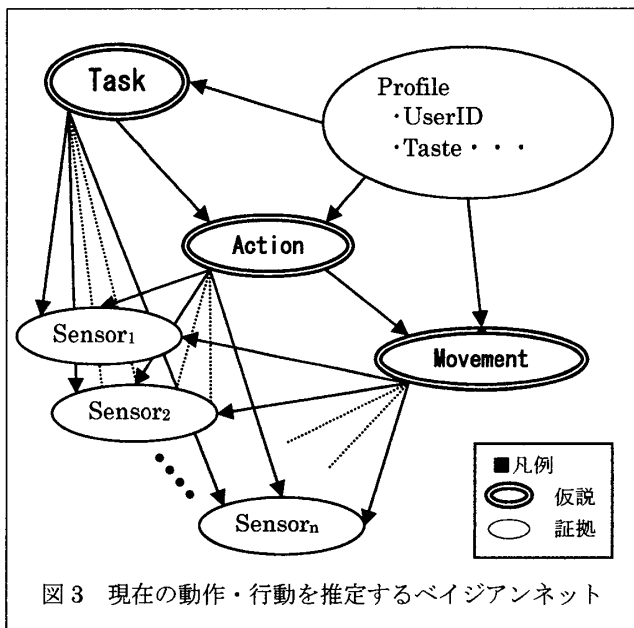 Task
Profile
・UserID
・Taste・・・
Action
Sensor1
Movement
Sensor2
Sensorn
■凡例
仮説
証拠
図3 現在の動作・行動を推定するベイジアンネット